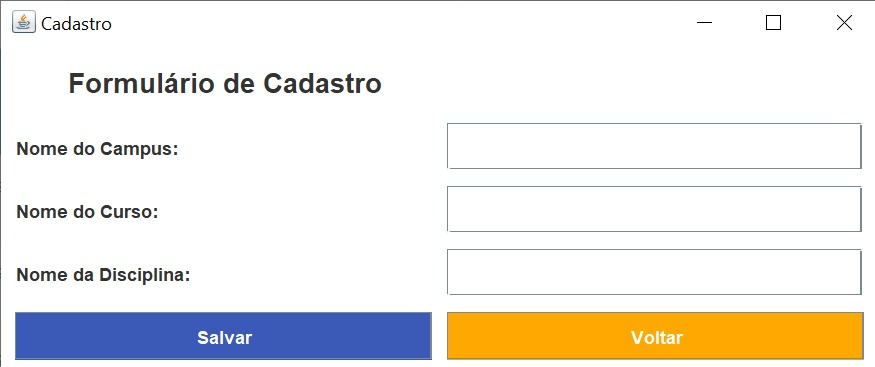 Cadastro
Formulário de Cadastro
Nome do Campus:
Nome do Curso:
Nome da Disciplina:
Salvar
Voltar